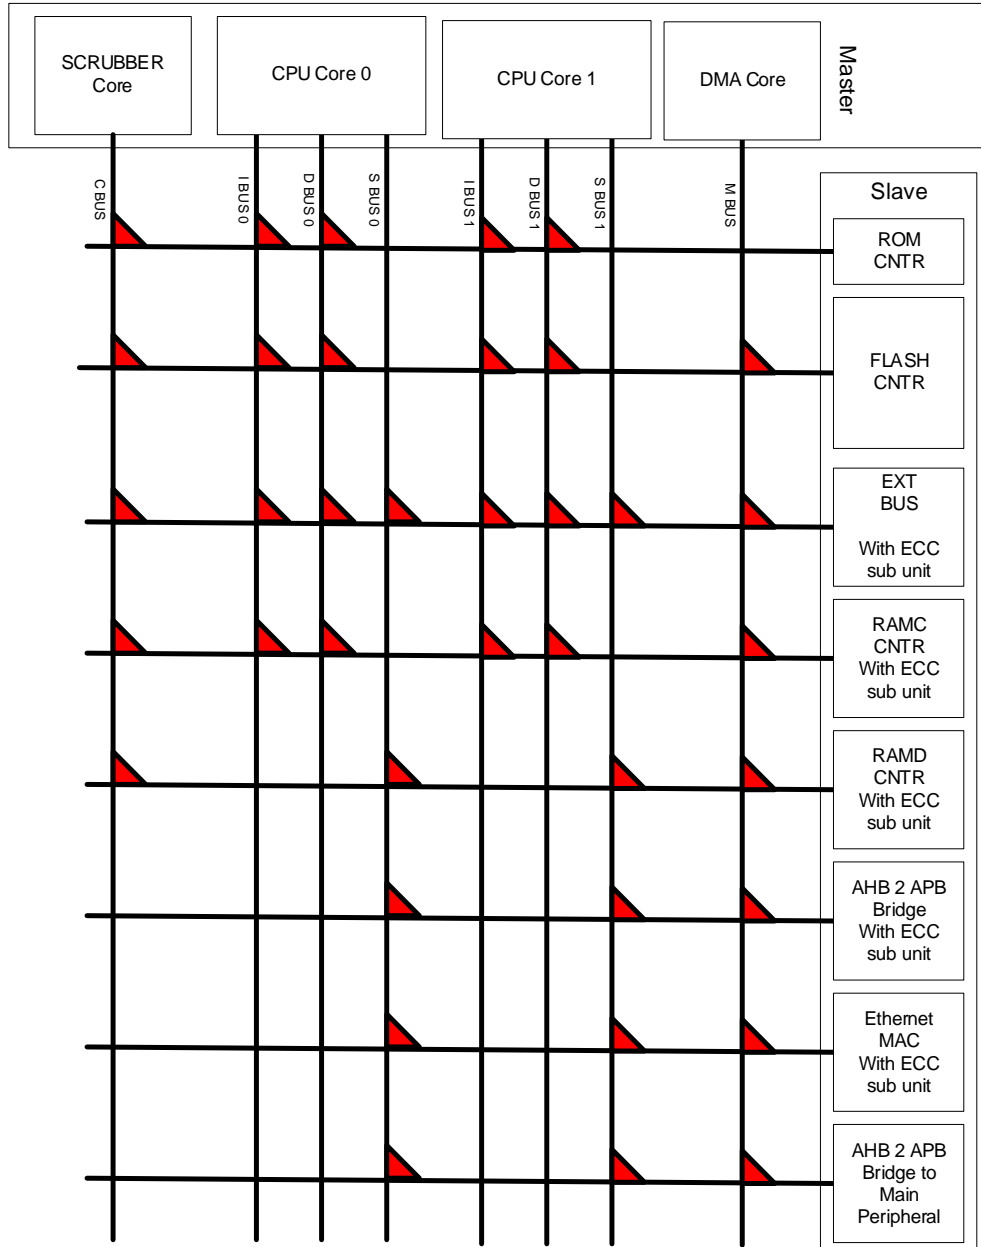 SCRUBBER
Core
CPU Core 0
CPU Core 1
DMA Core
Master
C BUS
I BUS 0
D BUS 0
S BUS 0
I BUS 1
D BUS 1
S BUS 1
M BUS
Slave
ROM
CNTR
FLASH
CNTR
EXT
BUS
With ECC
sub unit
RAMC
CNTR
With ECC
sub unit
RAMD
CNTR
With ECC
sub unit
AHB 2 APB
Bridge
With ECC
sub unit
Ethernet
MAC
With ECC
sub unit
AHB 2 APB
Bridge to
Main
Peripheral